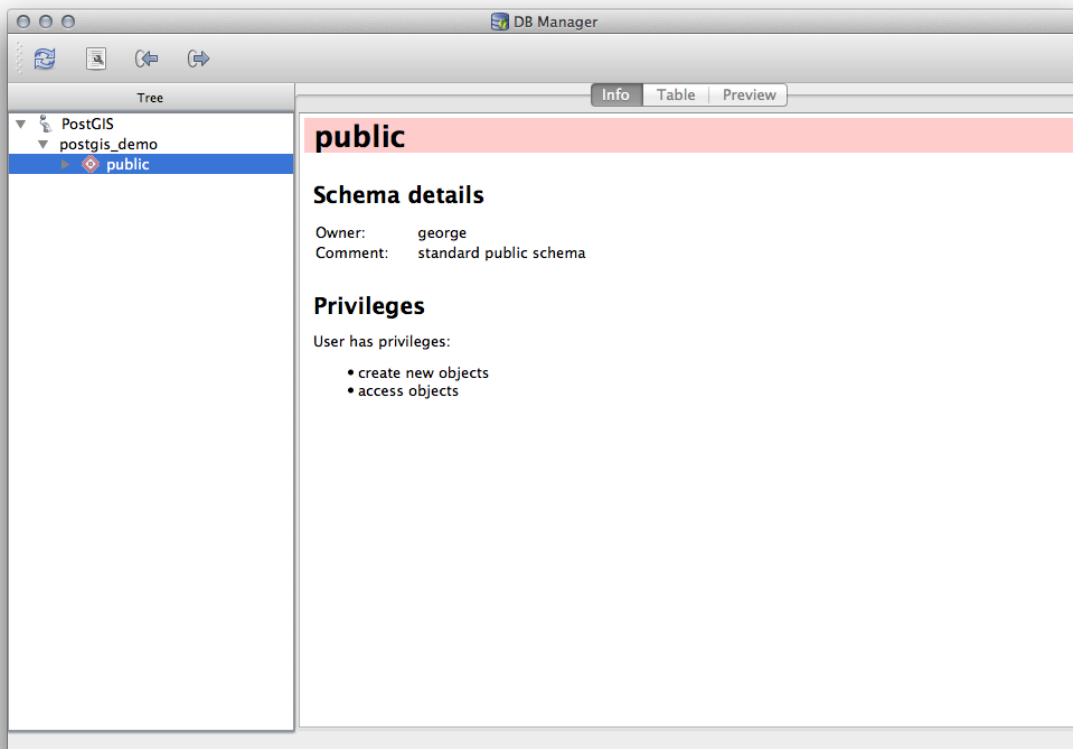 DB Manager
Tree
Info Table Preview
PostGIS
postgis_demo
public
public
Schema details
Owner: george
Comment: standard public schema
Privileges
User has privileges:
• create new objects
• access objects